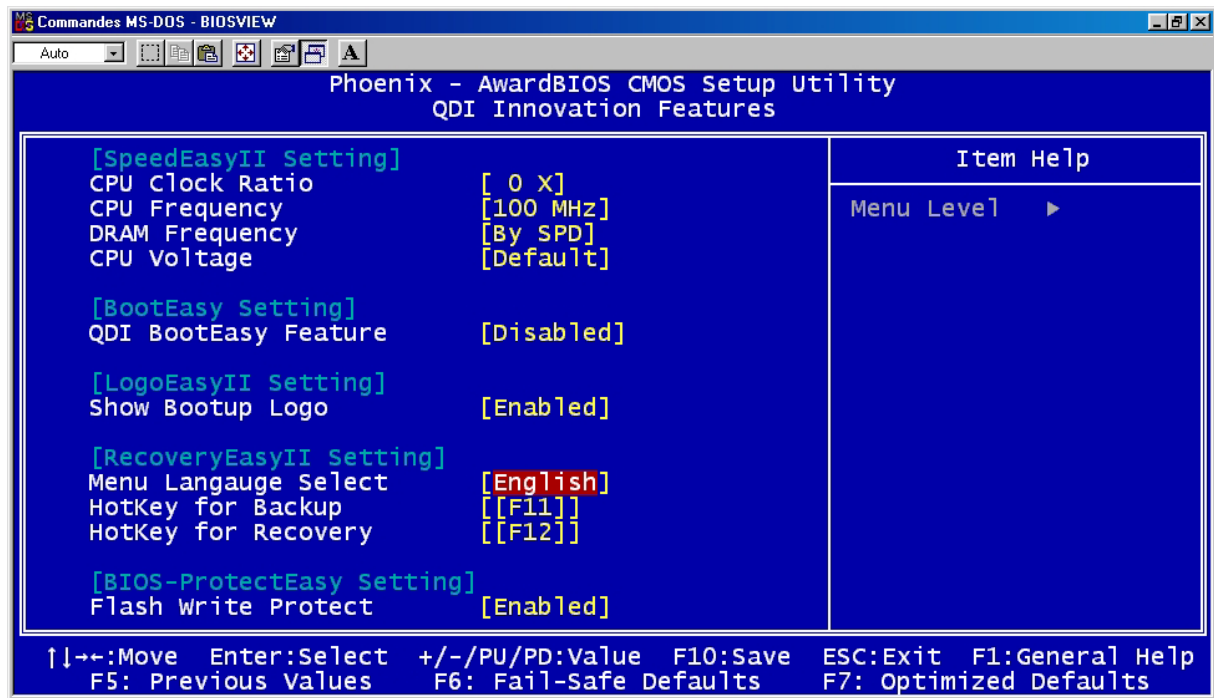 Commandes MS-DOS - BIOSVIEW
Auto
A
Phoenix - AwardBIOS CMOS Setup Utility
QDI Innovation Features
[SpeedEasyII Setting]
CPU Clock Ratio [ 0 X]
CPU Frequency [100 MHz]
DRAM Frequency [By SPD]
CPU Voltage [Default]
[BootEasy Setting]
QDI BootEasy Feature [Disabled]
[LogoEasyII Setting]
Show Bootup Logo [Enabled]
[RecoveryEasyII Setting]
Menu Langauge Select [English]
HotKey for Backup [[F11]]
HotKey for Recovery [[F12]]
[BIOS-ProtectEasy Setting]
Flash Write Protect [Enabled]
Item Help
Menu Level ▶
↑↓→←:Move Enter:Select +/-/PU/PD:Value F10:Save ESC:Exit F1:General Help
F5: Previous Values F6: Fail-Safe Defaults F7: Optimized Defaults